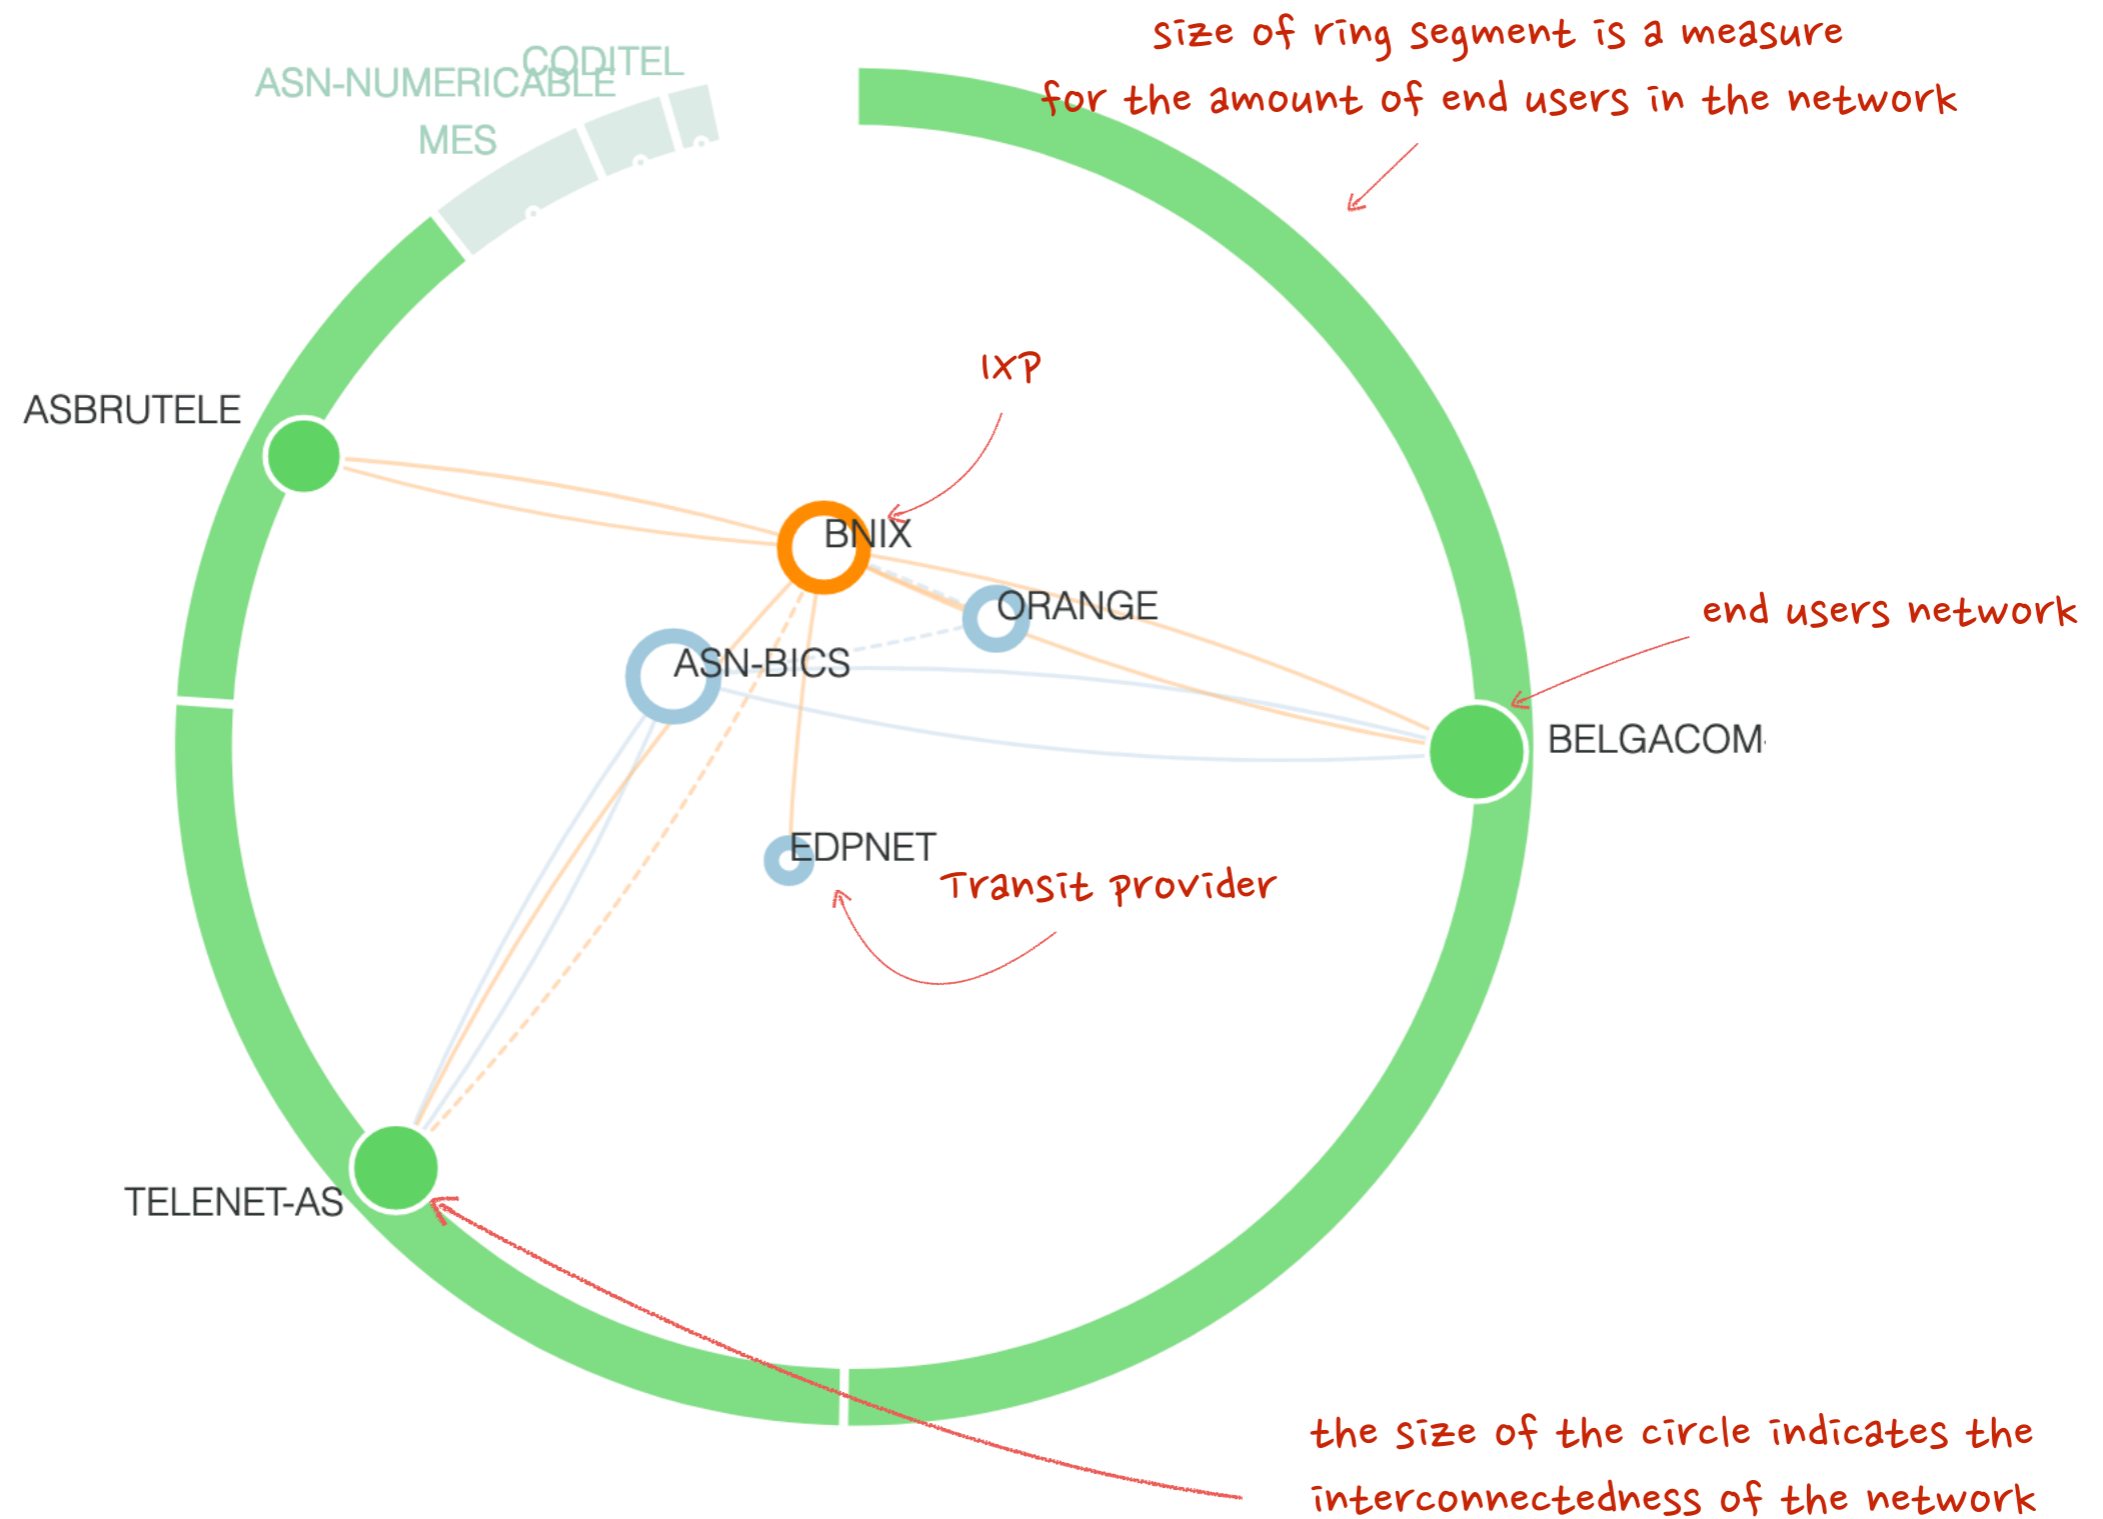 size of ring segment is a measure
for the amount of end users in the network
CODITEL
ASN-NUMERICABLE
MES
IXP
ASBRUTELE
BNIX
ORANGE
end users network
ASN-BICS
BELGACOM-
EDPNET
Transit provider
TELENET-AS
the size of the circle indicates the
interconnectedness of the network